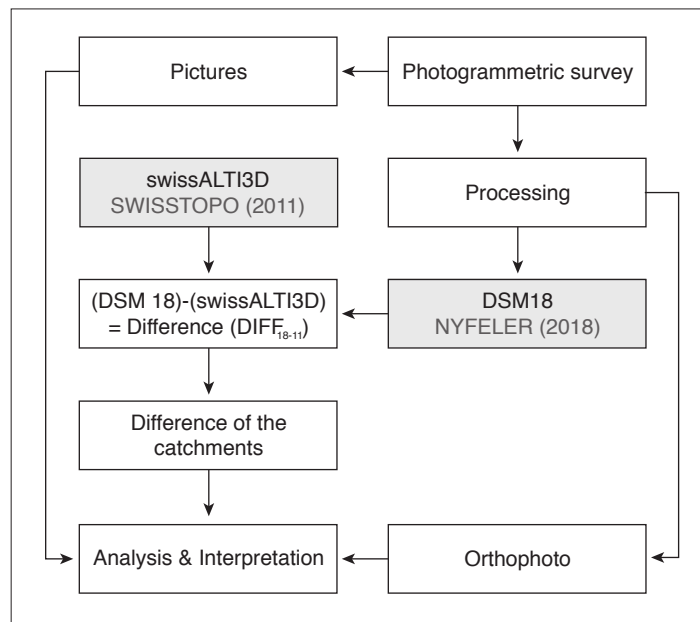 Pictures
Photogrammetric survey
swissALTI3D
SWISSTOPO (2011)
Processing
(DSM 18)-(swissALTI3D)
= Difference (DIFF18-11)
DSM18
NYFELER (2018)
Difference of the
catchments
Analysis & Interpretation
Orthophoto